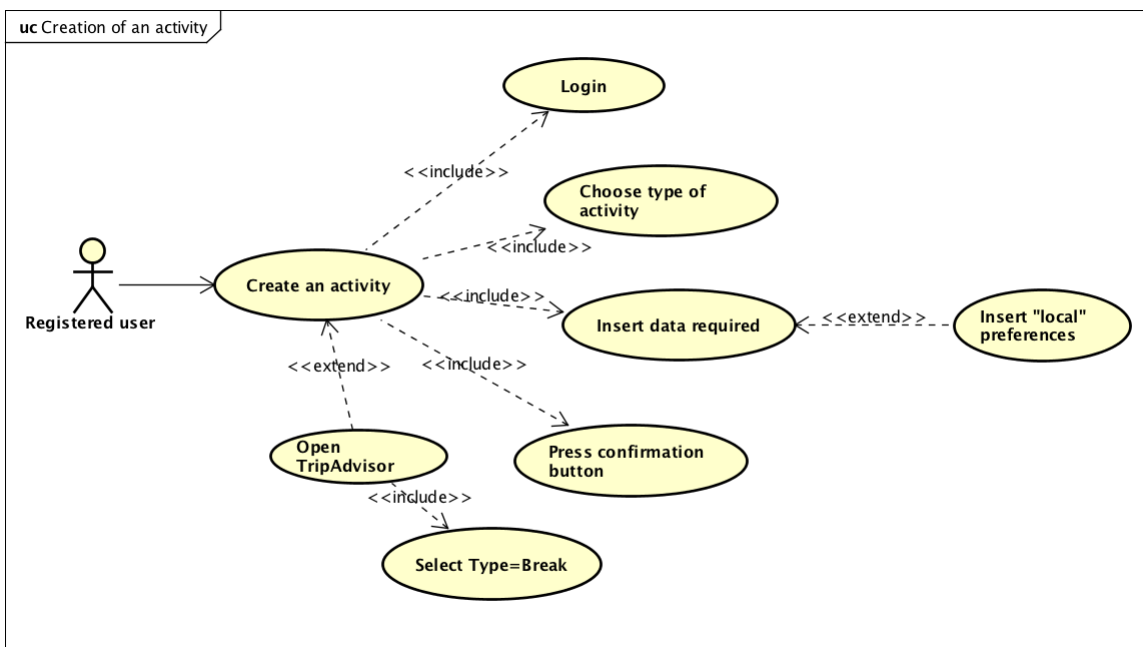 uc Creation of an activity
Login
<<include>>
Choose type of
activity
<<include>>
Create an activity
<<include>>
Insert data required
<<extend>>
Insert "local"
preferences
Registered user
<<extend>>
<<include>>
Open
TripAdvisor
Press confirmation
button
<<include>>
Select Type=Break